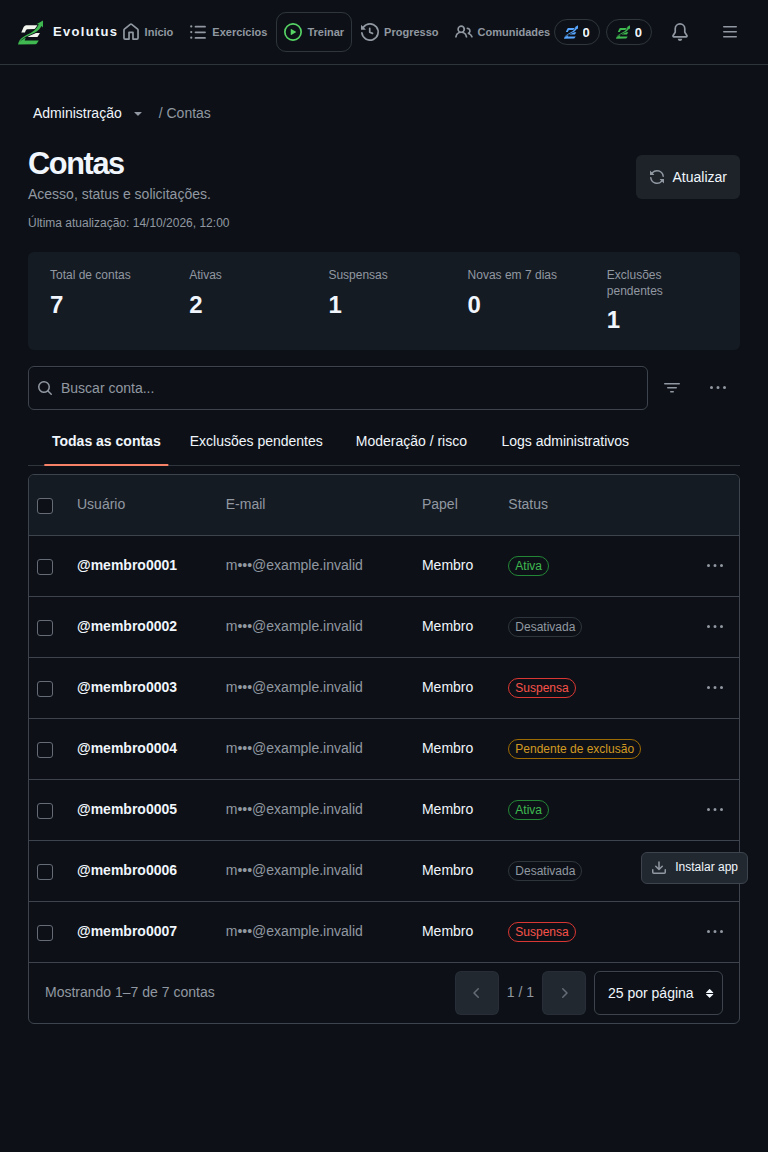 Evolutus
Início
Exercícios
Treinar
Progresso
Comunidades
0
0
Administração / Contas
Contas
Acesso, status e solicitações.
Última atualização: 14/10/2026, 12:00
Atualizar
Total de contas
7
Ativas
2
Suspensas
1
Novas em 7 dias
0
Exclusões
pendentes
1
Buscar conta...
Todas as contas Exclusões pendentes Moderação / risco Logs administrativos
Usuário E-mail Papel Status
@membro0001 m•••@example.invalid Membro Ativa
@membro0002 m•••@example.invalid Membro Desativada
@membro0003 m•••@example.invalid Membro Suspensa
@membro0004 m•••@example.invalid Membro Pendente de exclusão
@membro0005 m•••@example.invalid Membro Ativa
@membro0006 m•••@example.invalid Membro Desativada
Instalar app
@membro0007 m•••@example.invalid Membro Suspensa
Mostrando 1–7 de 7 contas 1 / 1 25 por página